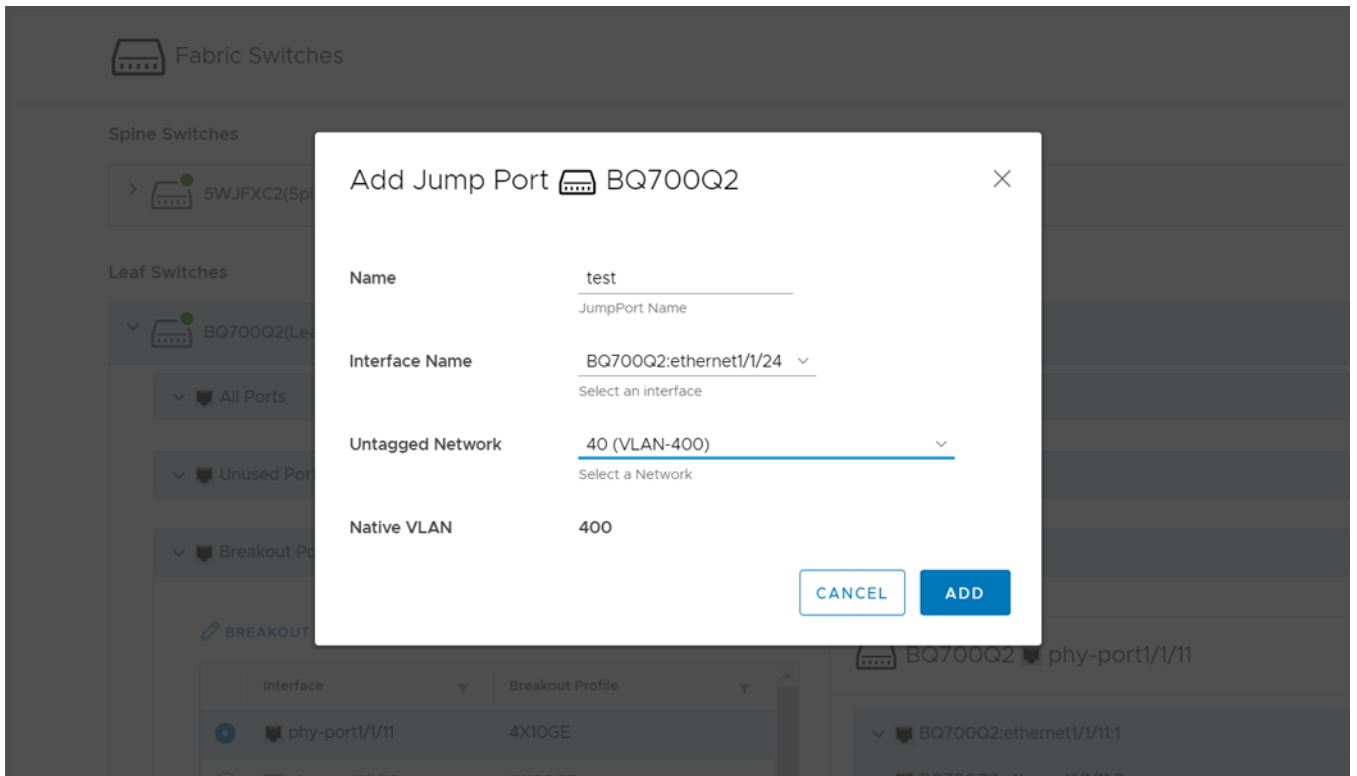 Fabric Switches
Spine Switches
5WJFXC2(Spi
Add Jump Port BQ700Q2
Leaf Switches
Name test
JumpPort Name
BQ700Q2(Lea
Interface Name BQ700Q2:ethernet1/1/24
Select an interface
All Ports
Untagged Network 40 (VLAN-400)
Select a Network
Unused Por
Native VLAN 400
Breakout Po
CANCEL ADD
BREAKOUT
BQ700Q2 phy-port1/1/11
Interface Breakout Profile
phy-port1/1/11 4X10GE
BQ700Q2:ethernet1/1/11:1